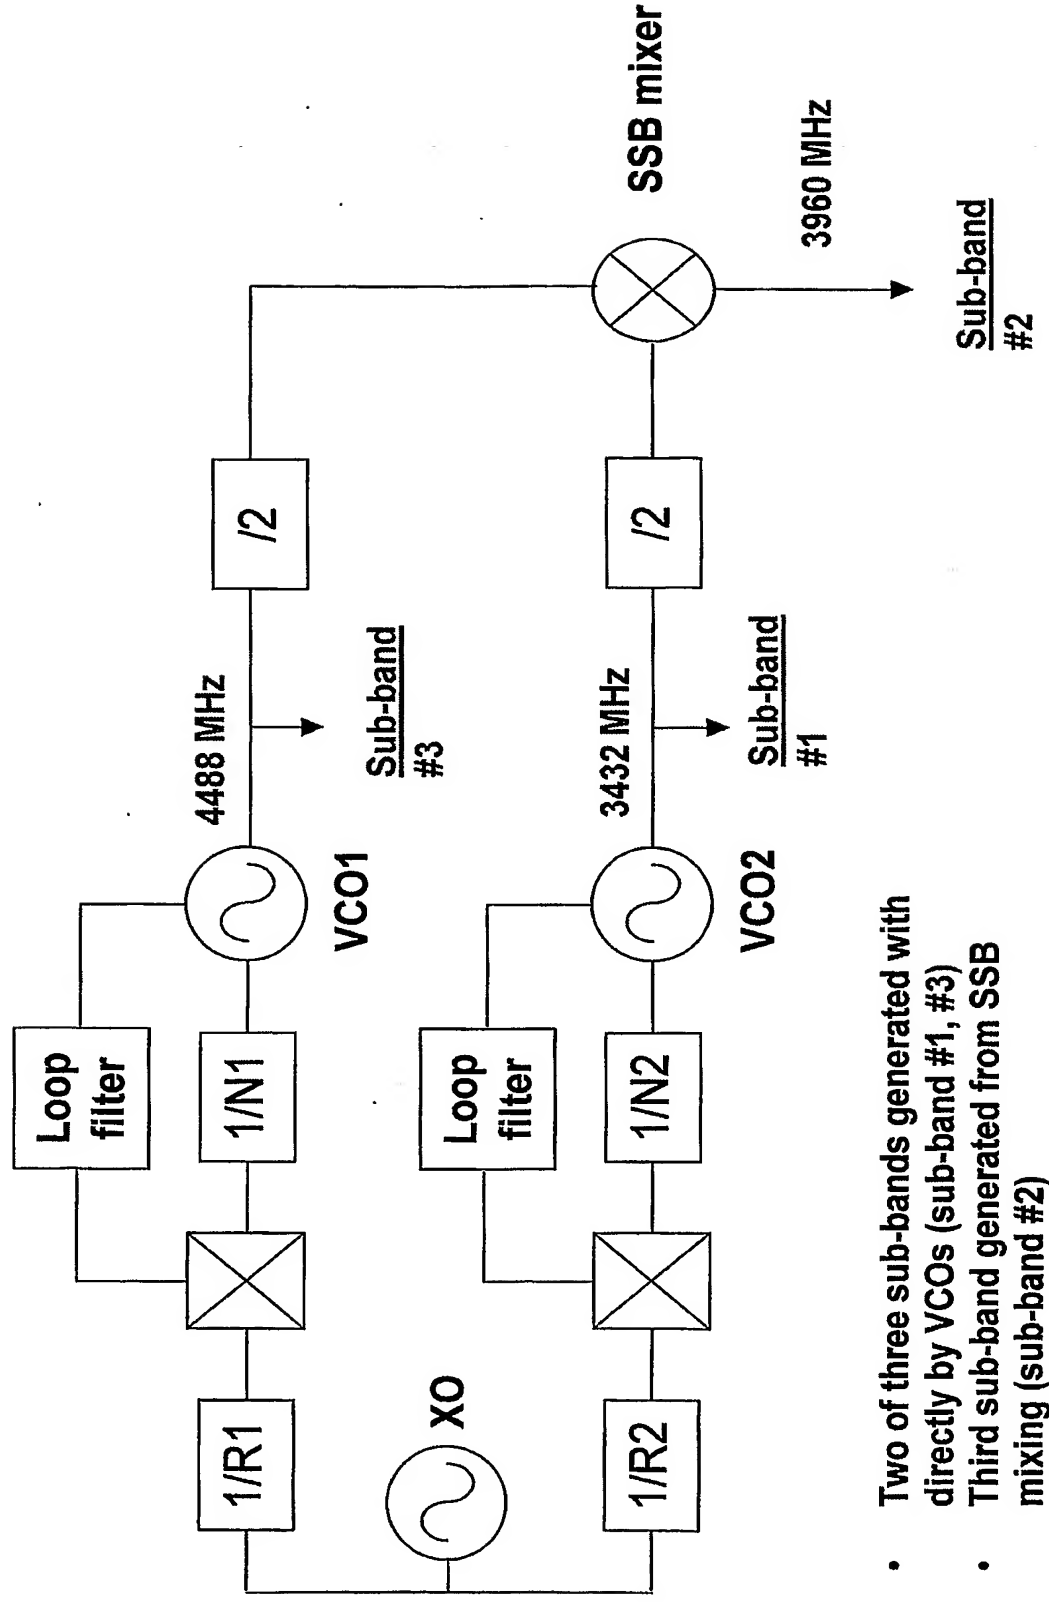 Loop
filter
1/R1
1/N1
VCO1
4488 MHz
Sub-band
#3
/2
XO
Loop
filter
1/R2
1/N2
VCO2
3432 MHz
Sub-band
#1
/2
SSB mixer
3960 MHz
Sub-band
#2
• Two of three sub-bands generated with
directly by VCOs (sub-band #1, #3)
• Third sub-band generated from SSB
mixing (sub-band #2)